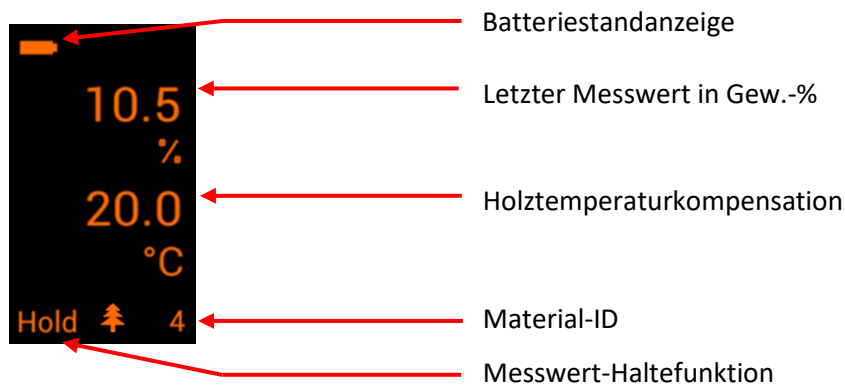 Batteriestandanzeige
10.5
%
Letzter Messwert in Gew.-%
20.0
°C
Holztemperaturkompensation
Hold 4
Material-ID
Messwert-Haltefunktion